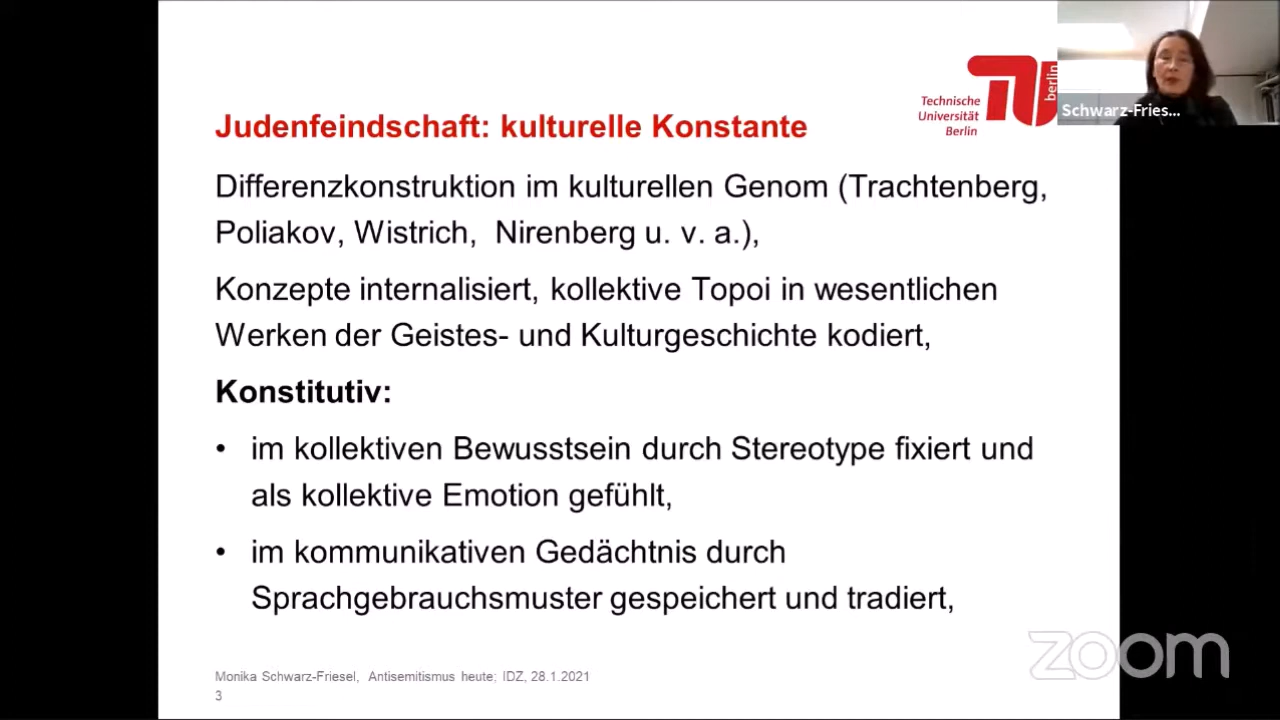 Technische
Universität
Berlin
berlin
Schwarz-Fries...
Judenfeindschaft: kulturelle Konstante
Differenzkonstruktion im kulturellen Genom (Trachtenberg,
Poliakov, Wistrich, Nirenberg u. v. a.),
Konzepte internalisiert, kollektive Topoi in wesentlichen
Werken der Geistes- und Kulturgeschichte kodiert,
Konstitutiv:
• im kollektiven Bewusstsein durch Stereotype fixiert und
als kollektive Emotion gefühlt,
• im kommunikativen Gedächtnis durch
Sprachgebrauchsmuster gespeichert und tradiert,
zoom
Monika Schwarz-Friesel, Antisemitismus heute; IDZ, 28.1.2021
3